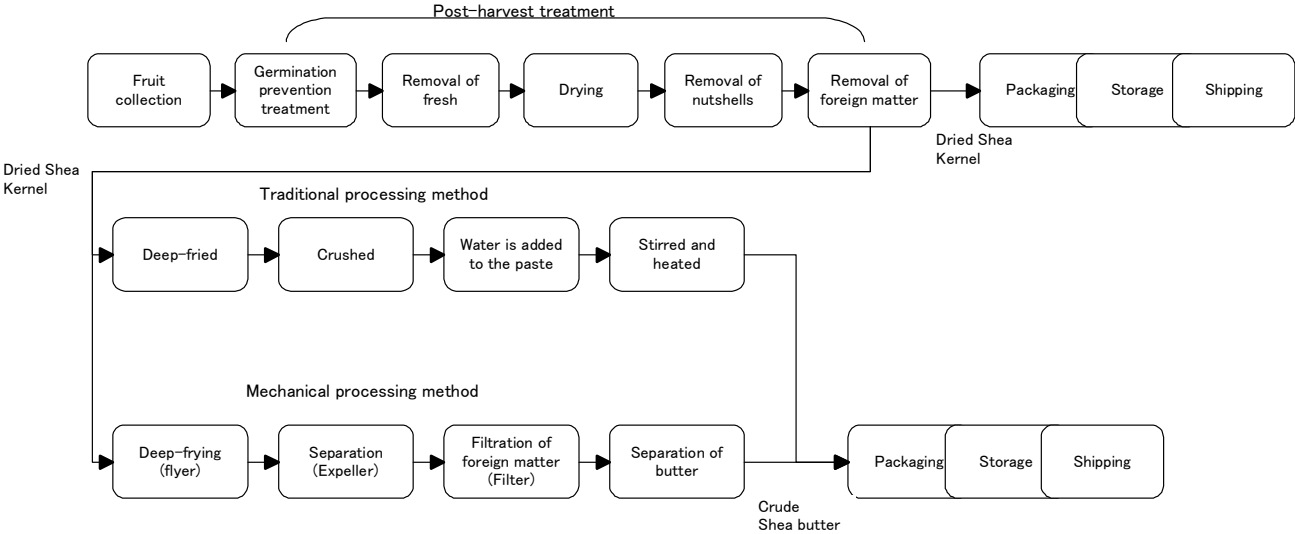 Post-harvest treatment
Fruit
collection
Germination
prevention
treatment
Removal of
fresh
Drying
Removal of
nutshells
Removal of
foreign matter
Packaging
Storage
Shipping
Dried Shea
Kernel
Dried Shea
Kernel
Traditional processing method
Deep-fried
Crushed
Water is added
to the paste
Stirred and
heated
Mechanical processing method
Deep-frying
(flyer)
Separation
(Expeller)
Filtration of
foreign matter
(Filter)
Separation of
butter
Packaging
Storage
Shipping
Crude
Shea butter